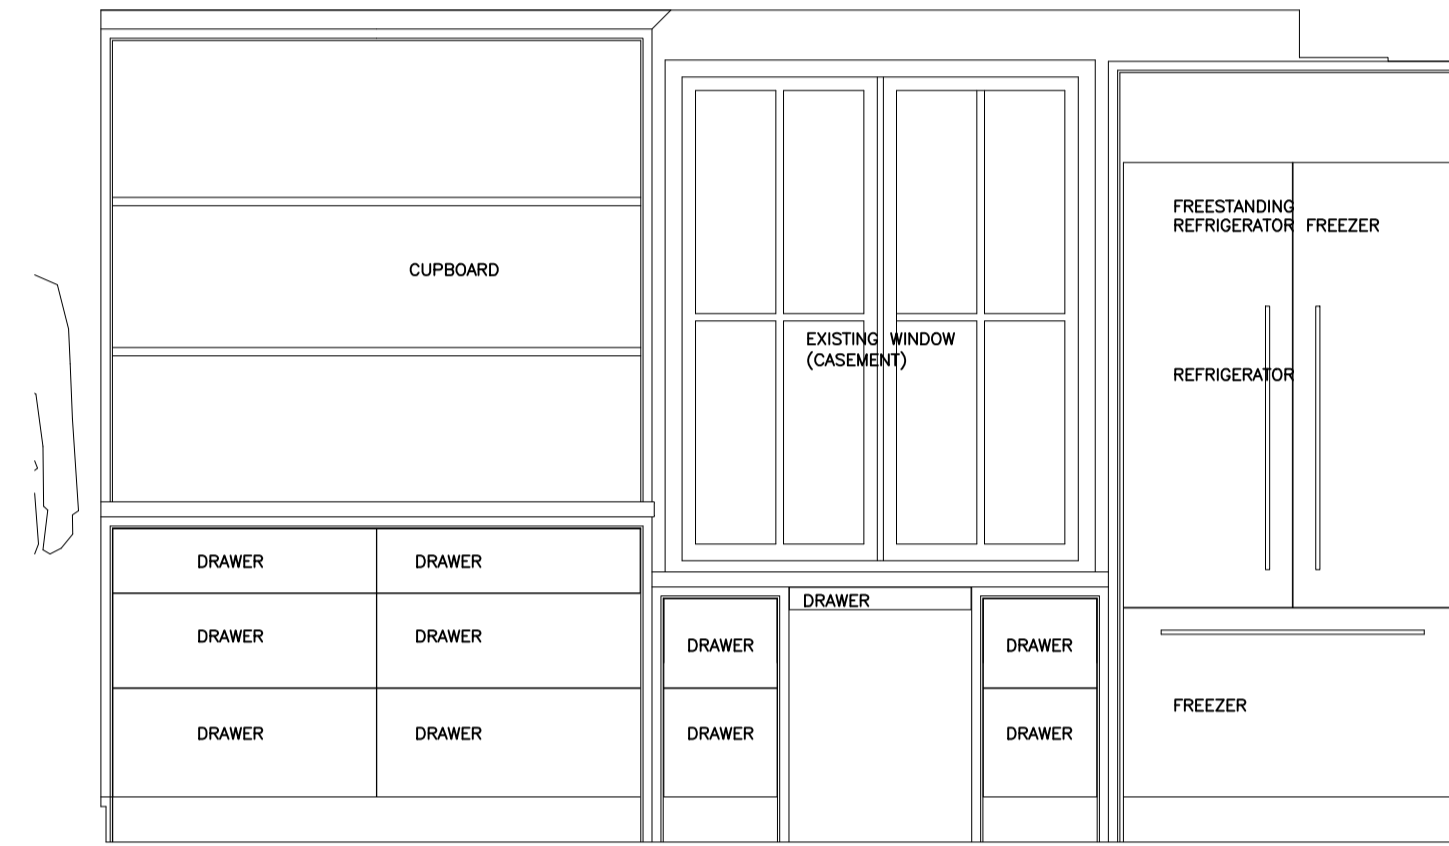 FREESTANDING
REFRIGERATOR FREEZER
CUPBOARD
EXISTING WINDOW
(CASEMENT)
REFRIGERATOR
DRAWER DRAWER
DRAWER
DRAWER DRAWER
DRAWER DRAWER
FREEZER
DRAWER DRAWER
DRAWER DRAWER